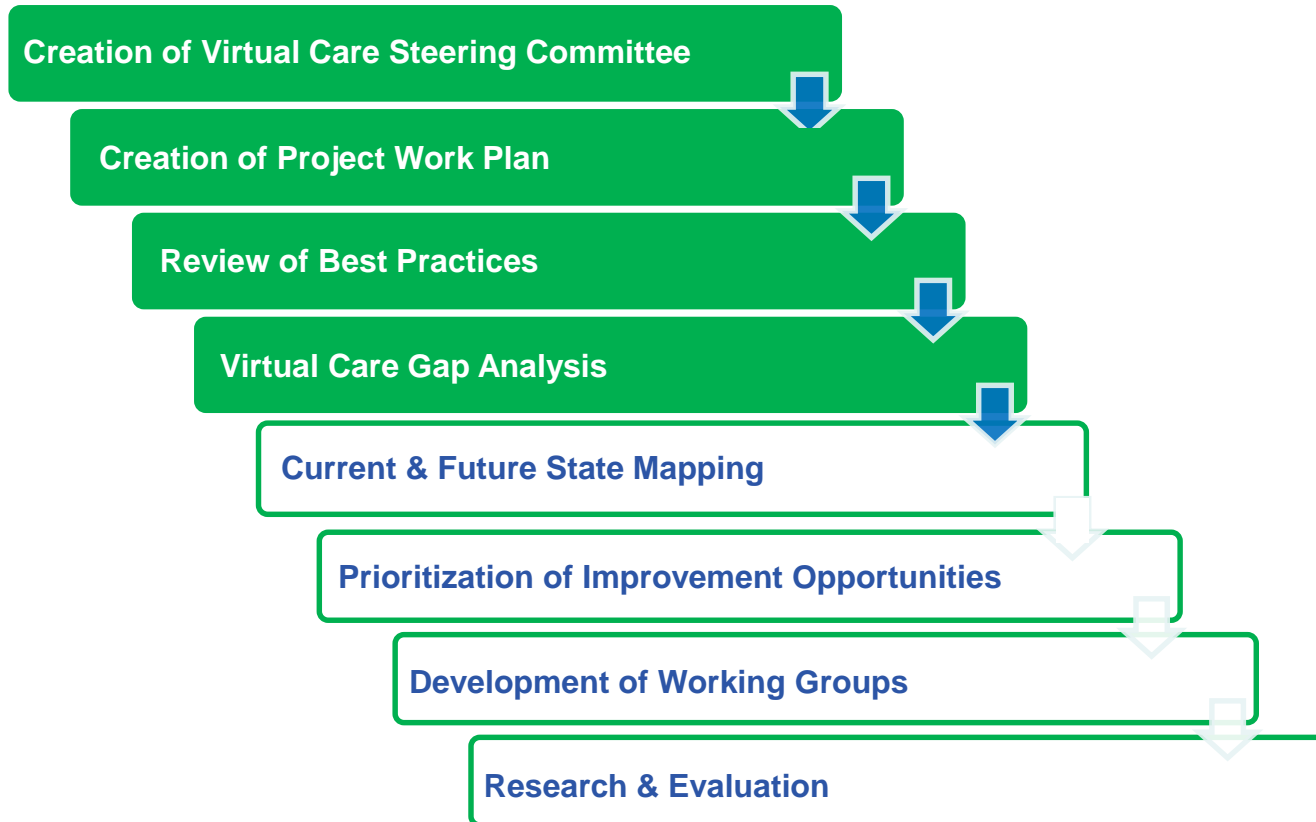 Creation of Virtual Care Steering Committee
Creation of Project Work Plan
Review of Best Practices
Virtual Care Gap Analysis
Current & Future State Mapping
Prioritization of Improvement Opportunities
Development of Working Groups
Research & Evaluation